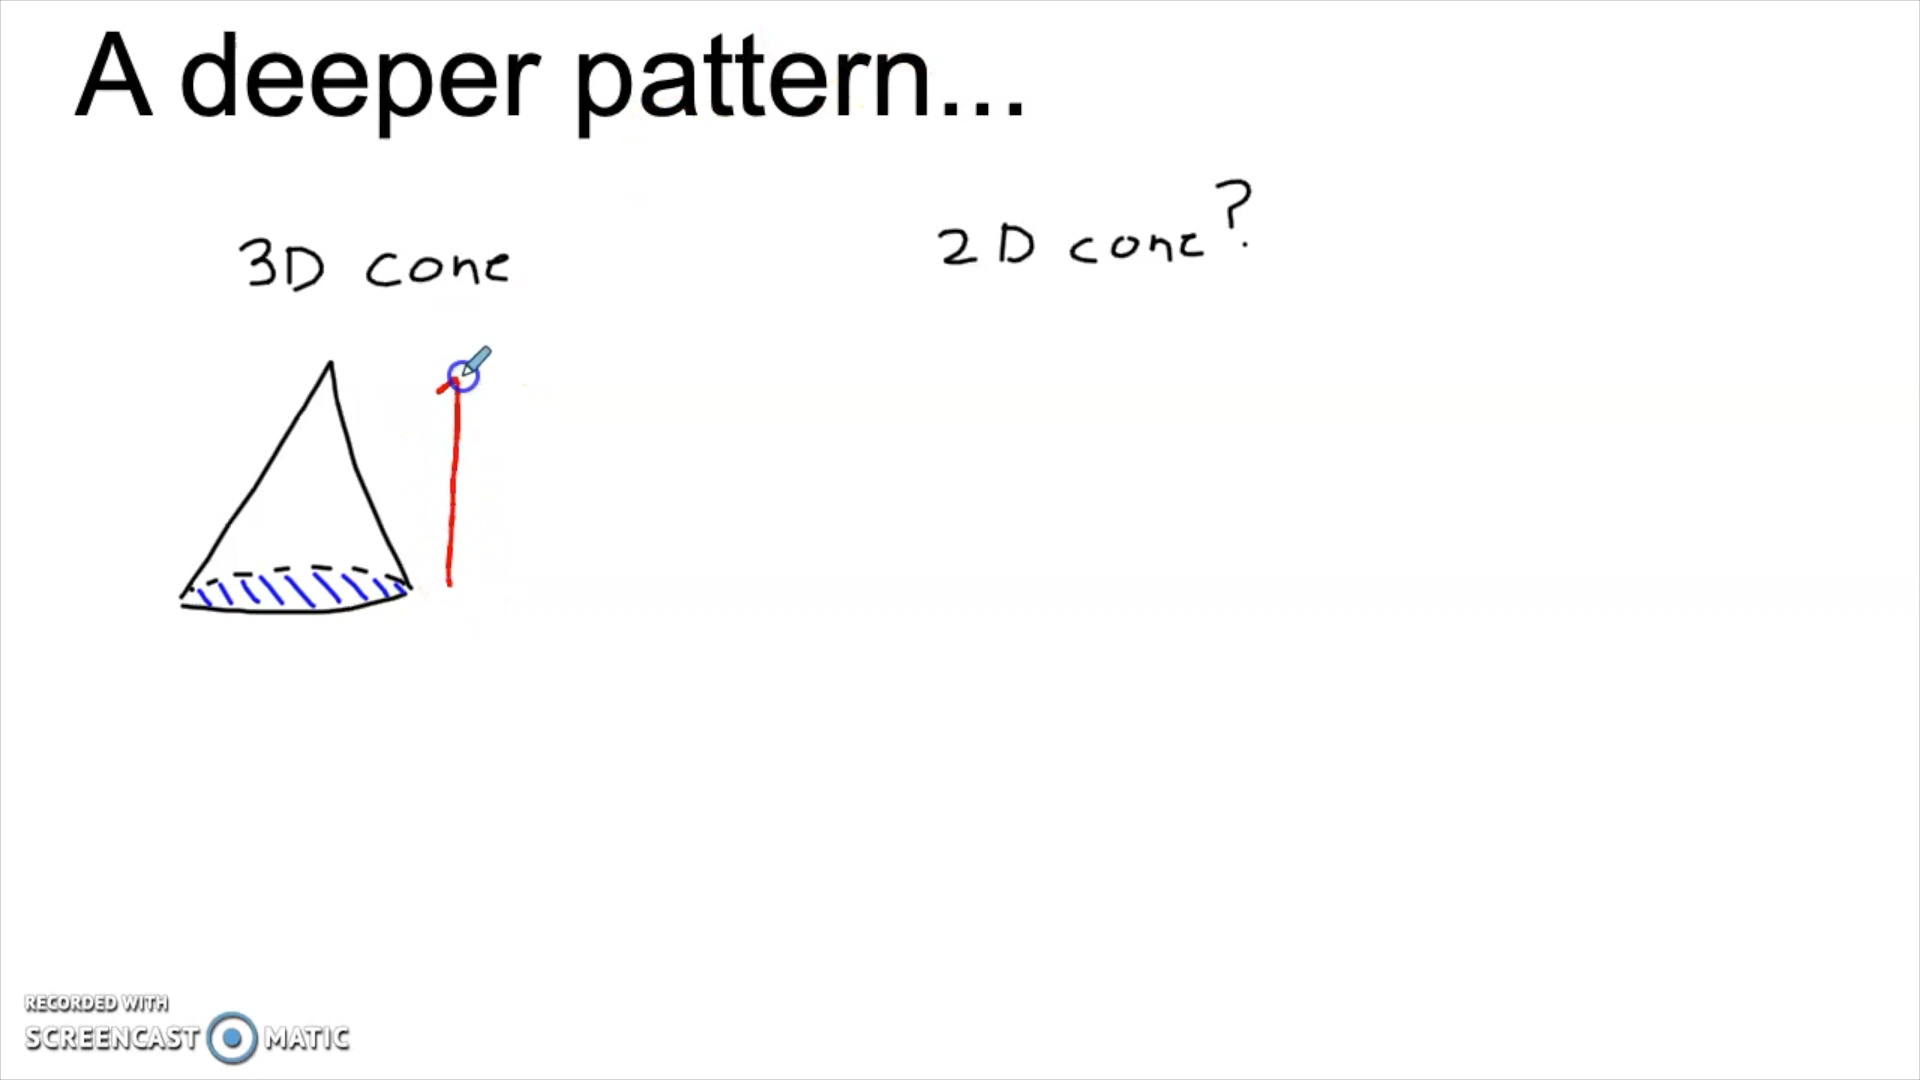 A deeper pattern...
3D cone
2D cone?
RECORDED WITH
SCREENCAST MATIC